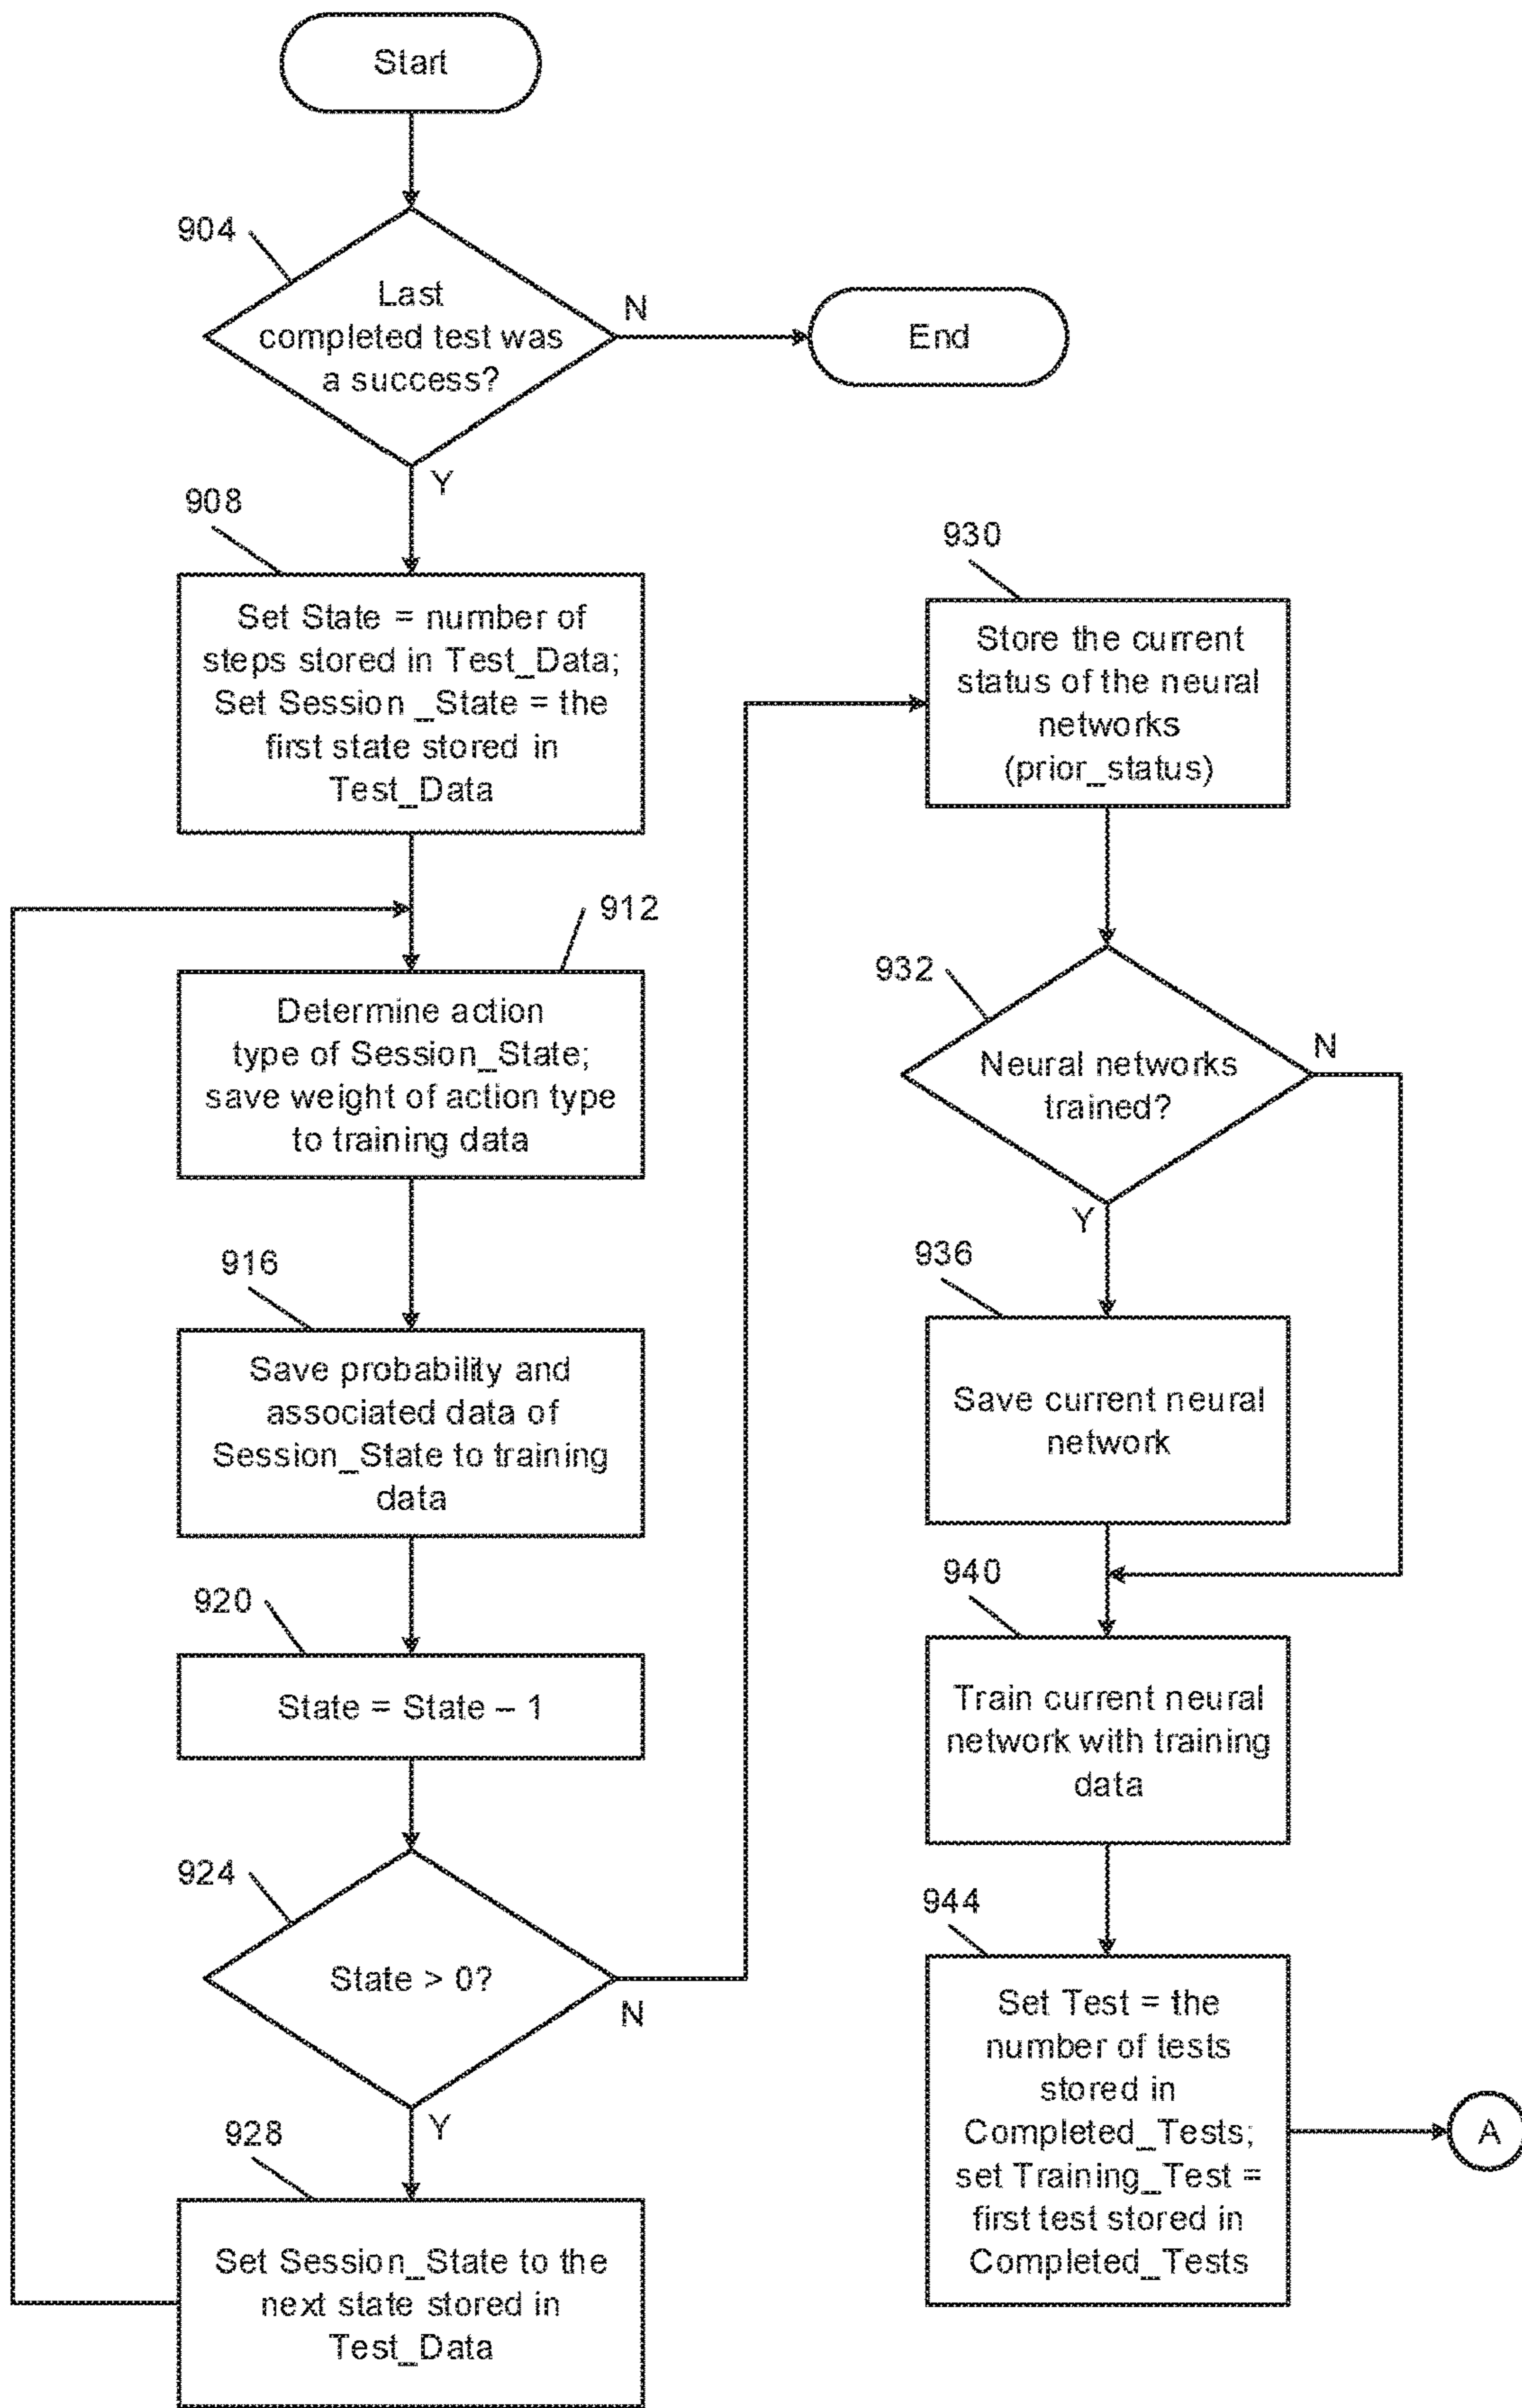 Start
904
Last
completed test was
a success?
N
End
Y
908
Set State = number of
steps stored in Test_Data;
Set Session _State = the
first state stored in
Test_Data
912
Determine action
type of Session_State;
save weight of action type
to training data
916
Save probability and
associated data of
Session_State to training
data
920
State = State – 1
924
State > 0?
N
Y
928
Set Session_State to the
next state stored in
Test_Data
930
Store the current
status of the neural
networks
(prior_status)
932
Neural networks
trained?
N
Y
936
Save current neural
network
940
Train current neural
network with training
data
944
Set Test = the
number of tests
stored in
Completed_Tests;
set Training_Test =
first test stored in
Completed_Tests
A